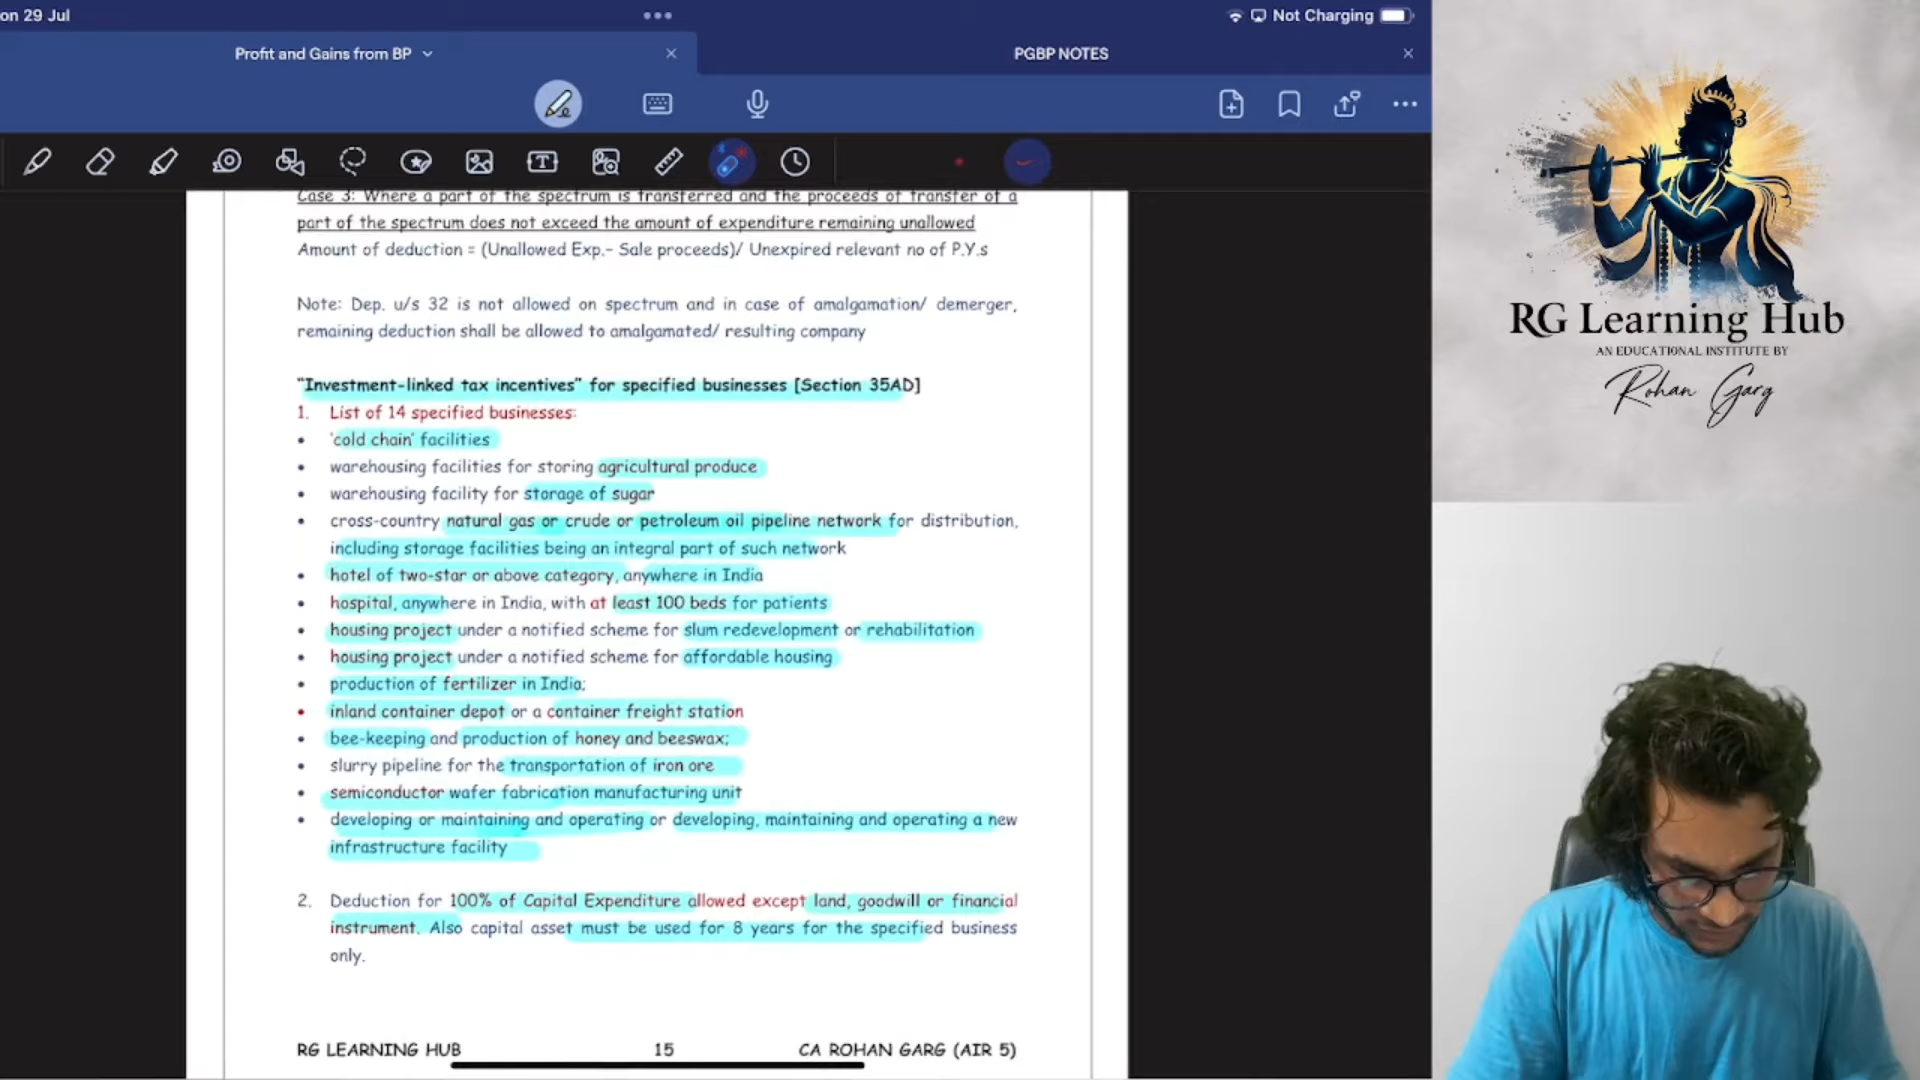 on 29 Jul
Not Charging
Profit and Gains from BP
PGBP NOTES
Case 3: Where a part of the spectrum is transferred and the proceeds of transfer of a
part of the spectrum does not exceed the amount of expenditure remaining unallowed
Amount of deduction = (Unallowed Exp.- Sale proceeds)/ Unexpired relevant no of P.Y.s
Note: Dep. u/s 32 is not allowed on spectrum and in case of amalgamation/ demerger,
remaining deduction shall be allowed to amalgamated/ resulting company
"Investment-linked tax incentives" for specified businesses [Section 35AD]
1. List of 14 specified businesses:
• 'cold chain' facilities
• warehousing facilities for storing agricultural produce
• warehousing facility for storage of sugar
• cross-country natural gas or crude or petroleum oil pipeline network for distribution,
including storage facilities being an integral part of such network
• hotel of two-star or above category, anywhere in India
• hospital, anywhere in India, with at least 100 beds for patients
• housing project under a notified scheme for slum redevelopment or rehabilitation
• housing project under a notified scheme for affordable housing
• production of fertilizer in India;
• inland container depot or a container freight station
• bee-keeping and production of honey and beeswax;
• slurry pipeline for the transportation of iron ore
• semiconductor wafer fabrication manufacturing unit
• developing or maintaining and operating or developing, maintaining and operating a new
infrastructure facility
2. Deduction for 100% of Capital Expenditure allowed except land, goodwill or financial
instrument. Also capital asset must be used for 8 years for the specified business
only.
RG LEARNING HUB 15 CA ROHAN GARG (AIR 5)
RG Learning Hub
AN EDUCATIONAL INSTITUTE BY
Rohan Garg